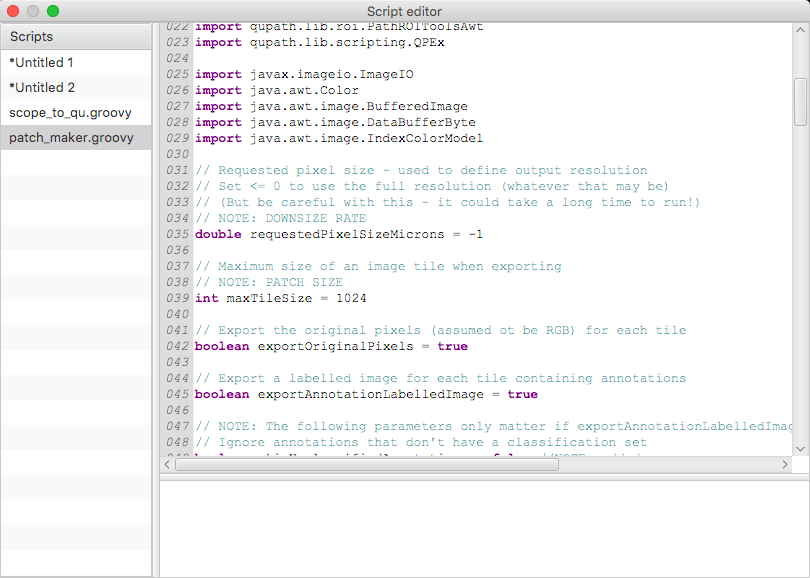 Script editor
Scripts
*Untitled 1
*Untitled 2
scope_to_qu.groovy
patch_maker.groovy
022 import qupath.lib.roi.PathROIToolsAwt
023 import qupath.lib.scripting.QPEx
024
025 import javax.imageio.ImageIO
026 import java.awt.Color
027 import java.awt.image.BufferedImage
028 import java.awt.image.DataBufferByte
029 import java.awt.image.IndexColorModel
030
031 // Requested pixel size - used to define output resolution
032 // Set <= 0 to use the full resolution (whatever that may be)
033 // (But be careful with this - it could take a long time to run!)
034 // NOTE: DOWNSIZE RATE
035 double requestedPixelSizeMicrons = -1
036
037 // Maximum size of an image tile when exporting
038 // NOTE: PATCH SIZE
039 int maxTileSize = 1024
040
041 // Export the original pixels (assumed ot be RGB) for each tile
042 boolean exportOriginalPixels = true
043
044 // Export a labelled image for each tile containing annotations
045 boolean exportAnnotationLabelledImage = true
046
047 // NOTE: The following parameters only matter if exportAnnotationLabelledImag
048 // Ignore annotations that don't have a classification set